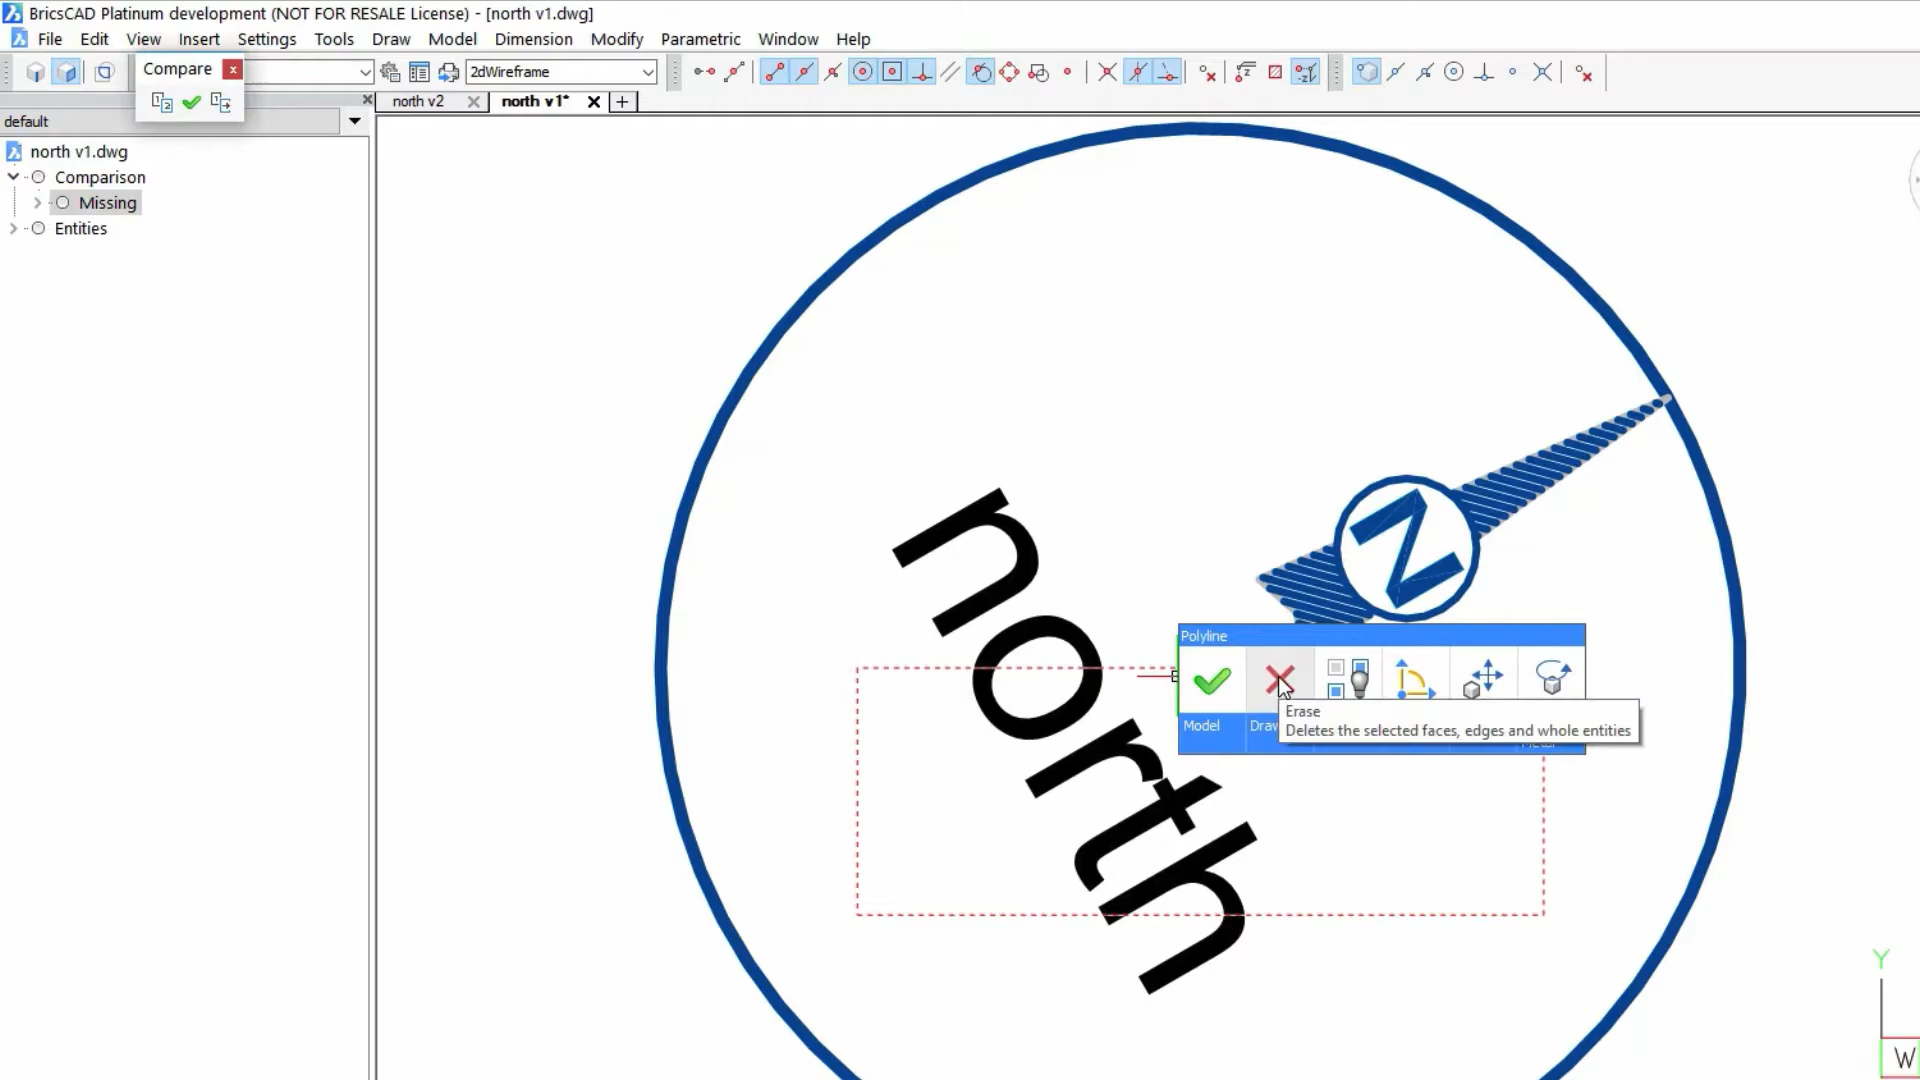 BricsCAD Platinum development (NOT FOR RESALE License) - [north v1.dwg]
File Edit View Insert Settings Tools Draw Model Dimension Modify Parametric Window Help
Compare
2dWireframe
north v2
north v1*
default
north v1.dwg
Comparison
Missing
Entities
N
north
Polyline
Erase
Deletes the selected faces, edges and whole entities
Model
Y
W